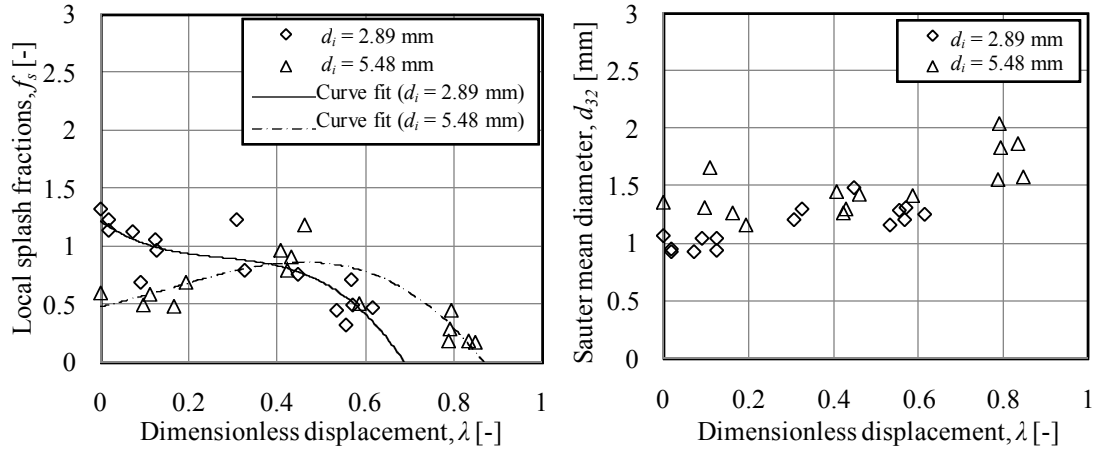 3
2.5
2
1.5
1
0.5
0
Local splash fractions, f_s [-]
d_i = 2.89 mm
d_i = 5.48 mm
Curve fit (d_i = 2.89 mm)
Curve fit (d_i = 5.48 mm)
0 0.2 0.4 0.6 0.8 1
Dimensionless displacement, λ [-]
3
2.5
2
1.5
1
0.5
0
Sauter mean diameter, d_32 [mm]
d_i = 2.89 mm
d_i = 5.48 mm
0 0.2 0.4 0.6 0.8 1
Dimensionless displacement, λ [-]